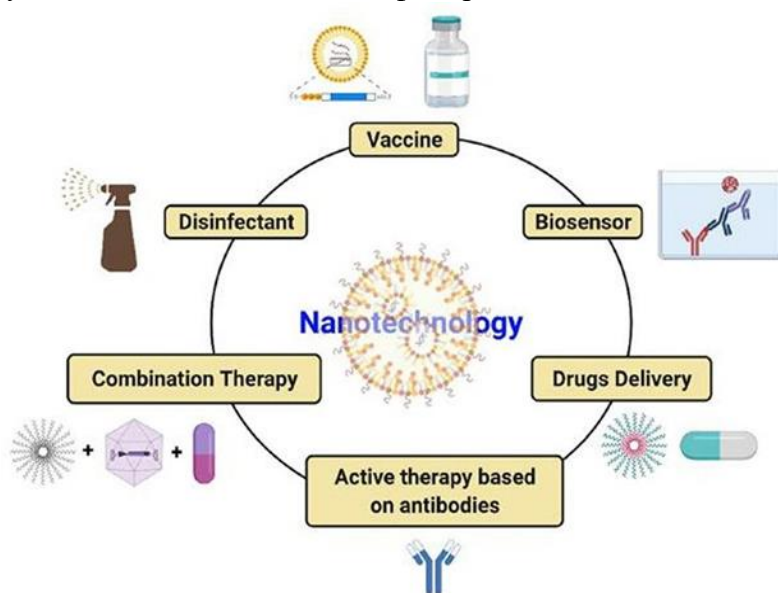 Vaccine
Disinfectant
Biosensor
Nanotechnology
Combination Therapy
Drugs Delivery
+
+
Active therapy based
on antibodies